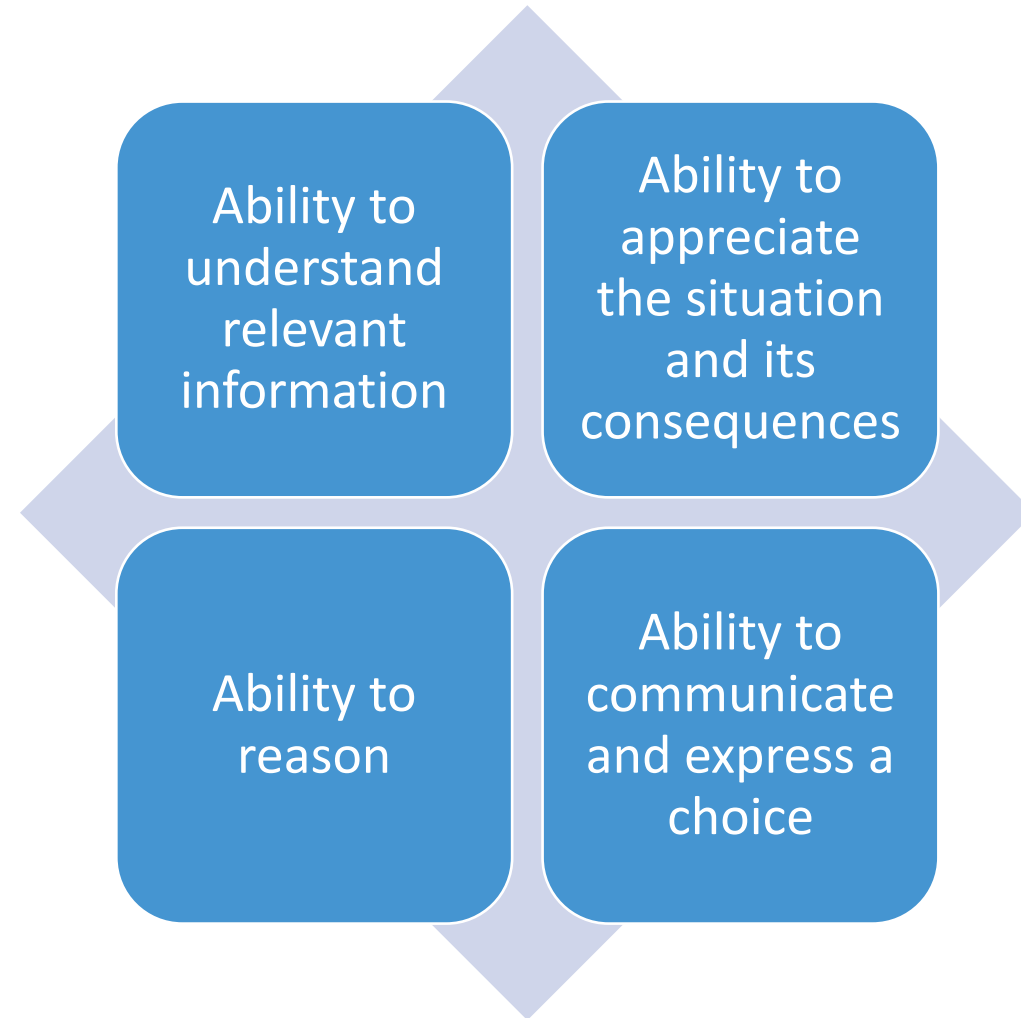 Ability to
understand
relevant
information
Ability to
appreciate
the situation
and its
consequences
Ability to
reason
Ability to
communicate
and express a
choice